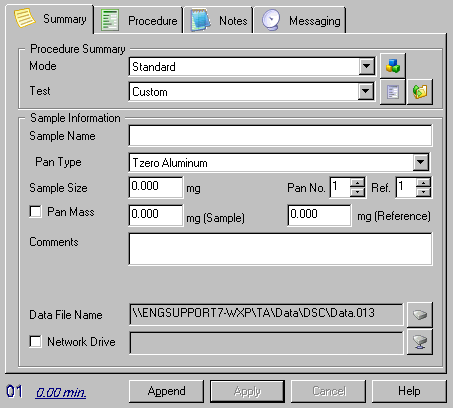 Summary Procedure Notes Messaging
Procedure Summary
Mode Standard
Test Custom
Sample Information
Sample Name
Pan Type Tzero Aluminum
Sample Size 0.000 mg Pan No. 1 Ref. 1
Pan Mass 0.000 mg (Sample) 0.000 mg (Reference)
Comments
Data File Name \\ENGSUPPORT7-WXP\TA\Data\DSC\Data.013
Network Drive
01 0.00 min. Append Apply Cancel Help